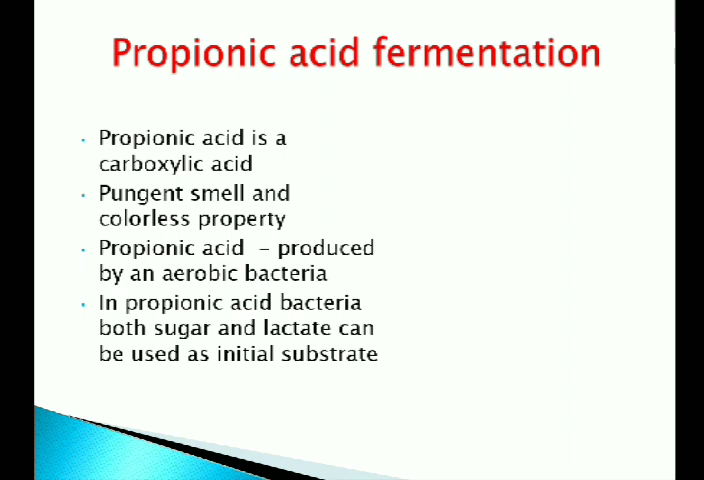 Propionic acid fermentation
• Propionic acid is a
carboxylic acid
• Pungent smell and
colorless property
• Propionic acid – produced
by an aerobic bacteria
• In propionic acid bacteria
both sugar and lactate can
be used as initial substrate